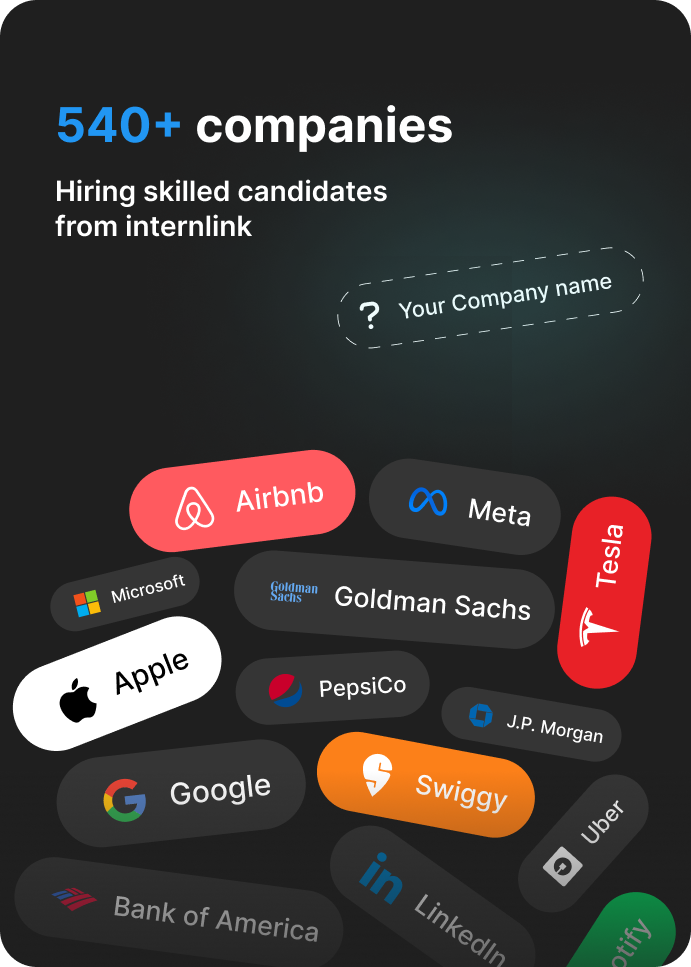 540+ companies
Hiring skilled candidates
from internlink
? Your Company name
Airbnb
Meta
Tesla
Microsoft
Goldman
Sachs
Goldman Sachs
Apple
PepsiCo
J.P. Morgan
Google
Swiggy
Uber
Bank of America
LinkedIn
otify